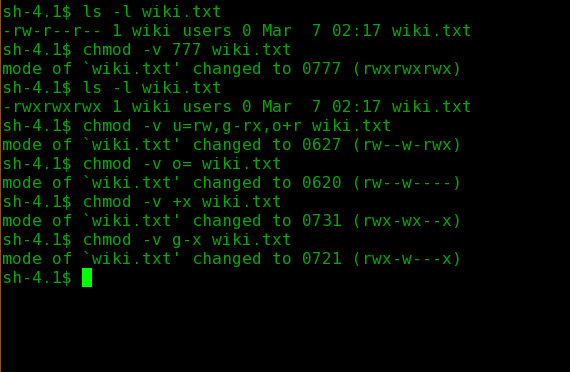 sh-4.1$ ls -l wiki.txt
-rw-r--r-- 1 wiki users 0 Mar  7 02:17 wiki.txt
sh-4.1$ chmod -v 777 wiki.txt
mode of `wiki.txt' changed to 0777 (rwxrwxrwx)
sh-4.1$ ls -l wiki.txt
-rwxrwxrwx 1 wiki users 0 Mar  7 02:17 wiki.txt
sh-4.1$ chmod -v u=rw,g-rx,o+r wiki.txt
mode of `wiki.txt' changed to 0627 (rw--w-rwx)
sh-4.1$ chmod -v o= wiki.txt
mode of `wiki.txt' changed to 0620 (rw--w----)
sh-4.1$ chmod -v +x wiki.txt
mode of `wiki.txt' changed to 0731 (rwx-wx--x)
sh-4.1$ chmod -v g-x wiki.txt
mode of `wiki.txt' changed to 0721 (rwx-w---x)
sh-4.1$